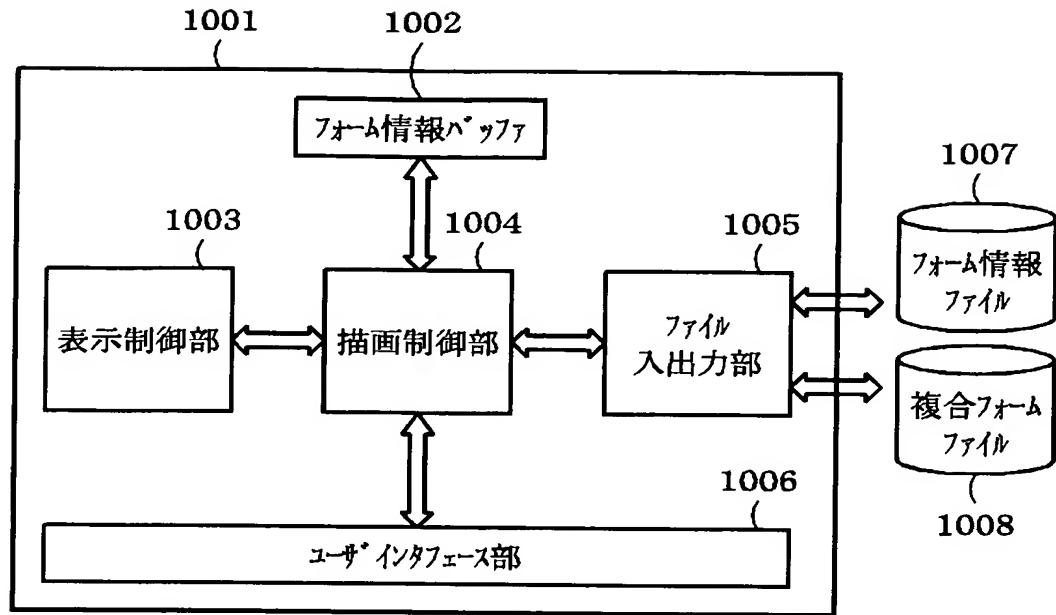 1001
1002
フォーム情報バッファ
1003
1004
1005
1007
表示制御部
描画制御部
ファイル
入出力部
フォーム情報
ファイル
複合フォーム
ファイル
1006
1008
ユーザインタフェース部